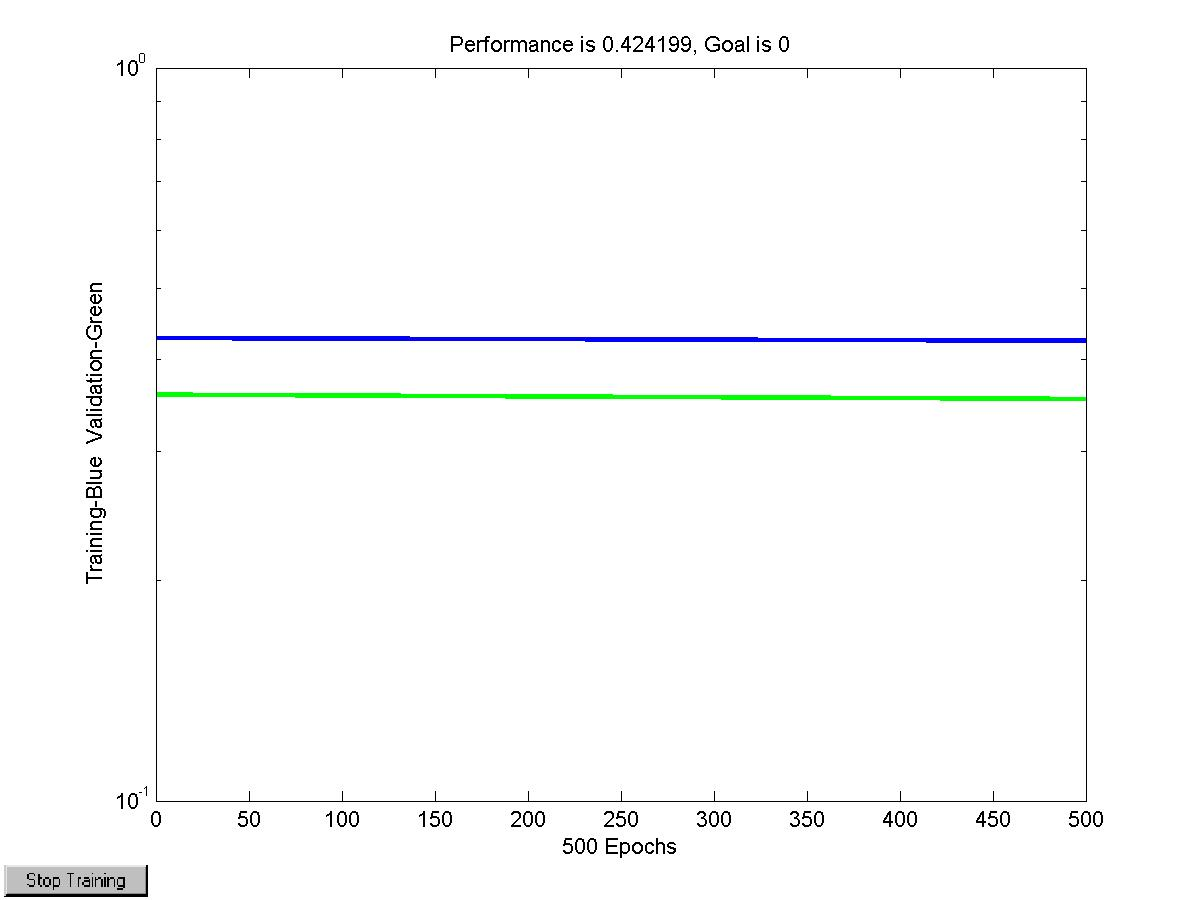 Performance is 0.424199, Goal is 0
10^0
Training-Blue Validation-Green
10^-1
0 50 100 150 200 250 300 350 400 450 500
500 Epochs
Stop Training